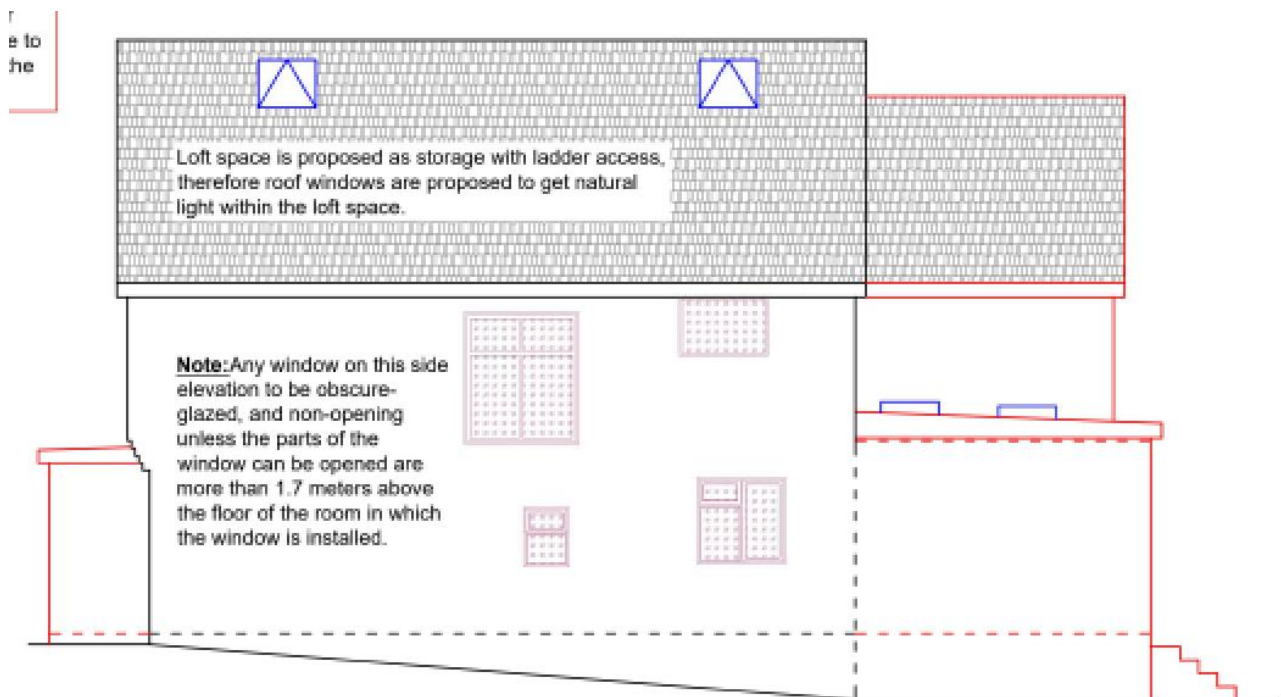 e to
the
Loft space is proposed as storage with ladder access,
therefore roof windows are proposed to get natural
light within the loft space.
Note:Any window on this side
elevation to be obscure-
glazed, and non-opening
unless the parts of the
window can be opened are
more than 1.7 meters above
the floor of the room in which
the window is installed.